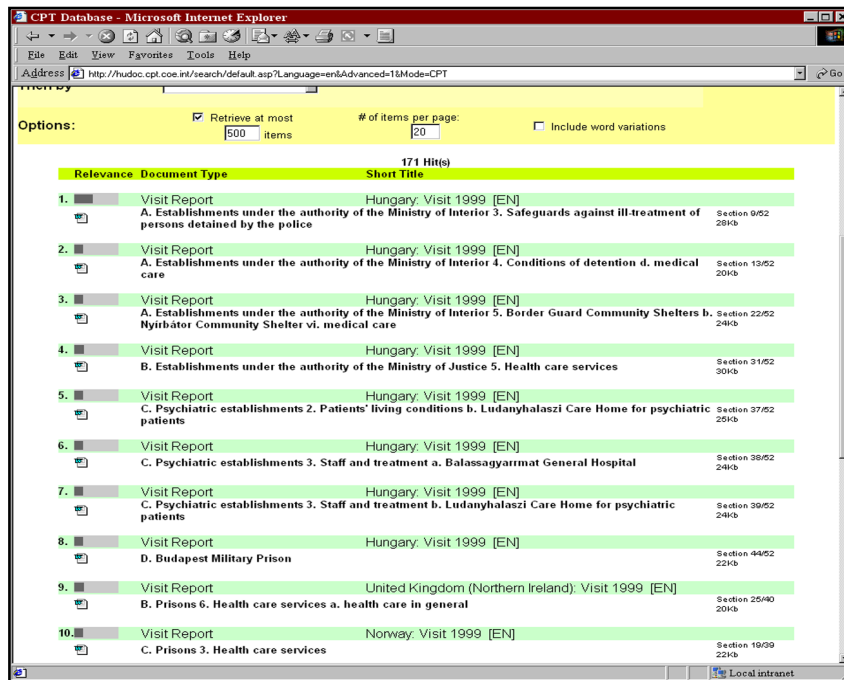 CPT Database - Microsoft Internet Explorer
File Edit View Favorites Tools Help
Address http://hudoc.cpt.coe.int/search/default.asp?Language=en&Advanced=1&Mode=CPT Go
Then by
Options: Retrieve at most 500 items # of items per page: 20 Include word variations
171 Hit(s)
Relevance Document Type Short Title
1. Visit Report Hungary: Visit 1999 [EN]
A. Establishments under the authority of the Ministry of Interior 3. Safeguards against ill-treatment of Section 9/52
persons detained by the police 28Kb
2. Visit Report Hungary: Visit 1999 [EN]
A. Establishments under the authority of the Ministry of Interior 4. Conditions of detention d. medical Section 13/52
care 20Kb
3. Visit Report Hungary: Visit 1999 [EN]
A. Establishments under the authority of the Ministry of Interior 5. Border Guard Community Shelters b. Section 22/52
Nyírbátor Community Shelter vi. medical care 24Kb
4. Visit Report Hungary: Visit 1999 [EN]
B. Establishments under the authority of the Ministry of Justice 5. Health care services Section 31/52
30Kb
5. Visit Report Hungary: Visit 1999 [EN]
C. Psychiatric establishments 2. Patients' living conditions b. Ludanyhalaszi Care Home for psychiatric Section 37/52
patients 25Kb
6. Visit Report Hungary: Visit 1999 [EN]
C. Psychiatric establishments 3. Staff and treatment a. Balassagyarrmat General Hospital Section 38/52
24Kb
7. Visit Report Hungary: Visit 1999 [EN]
C. Psychiatric establishments 3. Staff and treatment b. Ludanyhalaszi Care Home for psychiatric Section 39/52
patients 24Kb
8. Visit Report Hungary: Visit 1999 [EN]
D. Budapest Military Prison Section 44/52
22Kb
9. Visit Report United Kingdom (Northern Ireland): Visit 1999 [EN]
B. Prisons 6. Health care services a. health care in general Section 25/40
20Kb
10. Visit Report Norway: Visit 1999 [EN]
C. Prisons 3. Health care services Section 19/39
22Kb
Local intranet